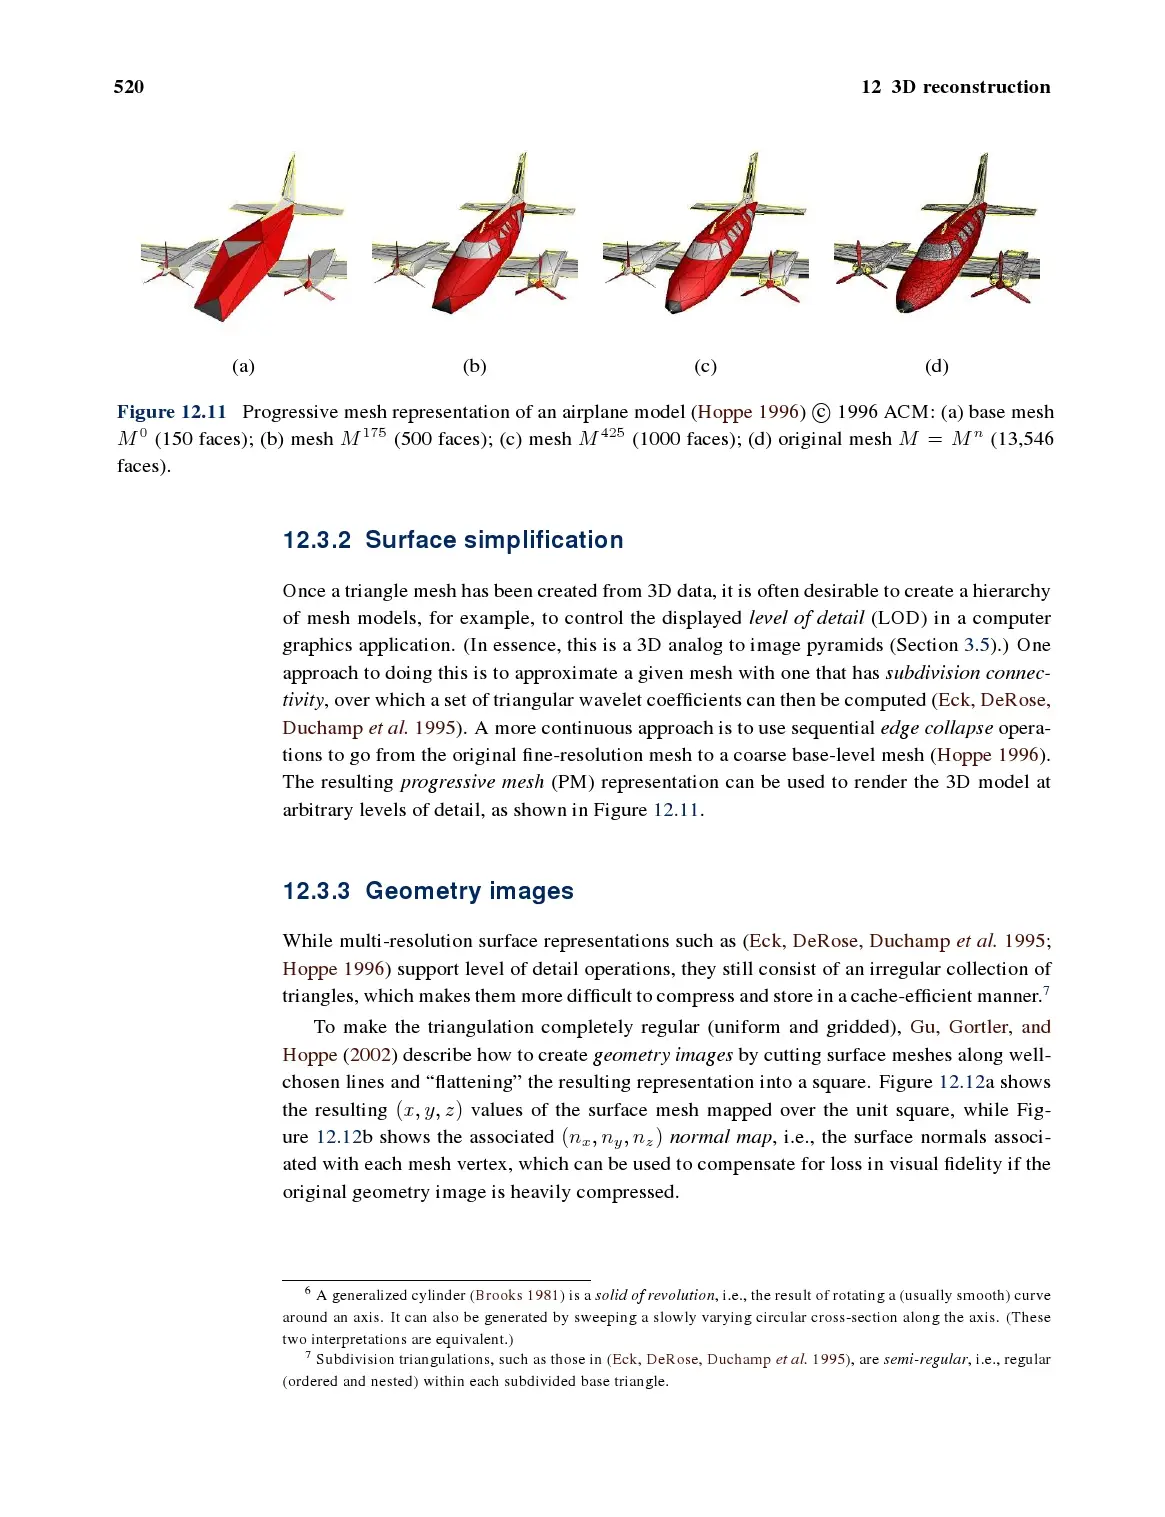 520
12 3D reconstruction
(a)
(b)
(c)
(d)
Figure 12.11 Progressive mesh representation of an airplane model (Hoppe 1996) © 1996 ACM: (a) base mesh
M⁰ (150 faces); (b) mesh M¹⁷⁵ (500 faces); (c) mesh M⁴²⁵ (1000 faces); (d) original mesh M = Mⁿ (13,546
faces).
12.3.2 Surface simplification
Once a triangle mesh has been created from 3D data, it is often desirable to create a hierarchy
of mesh models, for example, to control the displayed level of detail (LOD) in a computer
graphics application. (In essence, this is a 3D analog to image pyramids (Section 3.5).) One
approach to doing this is to approximate a given mesh with one that has subdivision connec-
tivity, over which a set of triangular wavelet coefficients can then be computed (Eck, DeRose,
Duchamp et al. 1995). A more continuous approach is to use sequential edge collapse opera-
tions to go from the original fine-resolution mesh to a coarse base-level mesh (Hoppe 1996).
The resulting progressive mesh (PM) representation can be used to render the 3D model at
arbitrary levels of detail, as shown in Figure 12.11.
12.3.3 Geometry images
While multi-resolution surface representations such as (Eck, DeRose, Duchamp et al. 1995;
Hoppe 1996) support level of detail operations, they still consist of an irregular collection of
triangles, which makes them more difficult to compress and store in a cache-efficient manner.⁷
To make the triangulation completely regular (uniform and gridded), Gu, Gortler, and
Hoppe (2002) describe how to create geometry images by cutting surface meshes along well-
chosen lines and “flattening” the resulting representation into a square. Figure 12.12a shows
the resulting (x, y, z) values of the surface mesh mapped over the unit square, while Fig-
ure 12.12b shows the associated (nₓ, n_y, n_z) normal map, i.e., the surface normals associ-
ated with each mesh vertex, which can be used to compensate for loss in visual fidelity if the
original geometry image is heavily compressed.
⁶ A generalized cylinder (Brooks 1981) is a solid of revolution, i.e., the result of rotating a (usually smooth) curve
around an axis. It can also be generated by sweeping a slowly varying circular cross-section along the axis. (These
two interpretations are equivalent.)
⁷ Subdivision triangulations, such as those in (Eck, DeRose, Duchamp et al. 1995), are semi-regular, i.e., regular
(ordered and nested) within each subdivided base triangle.